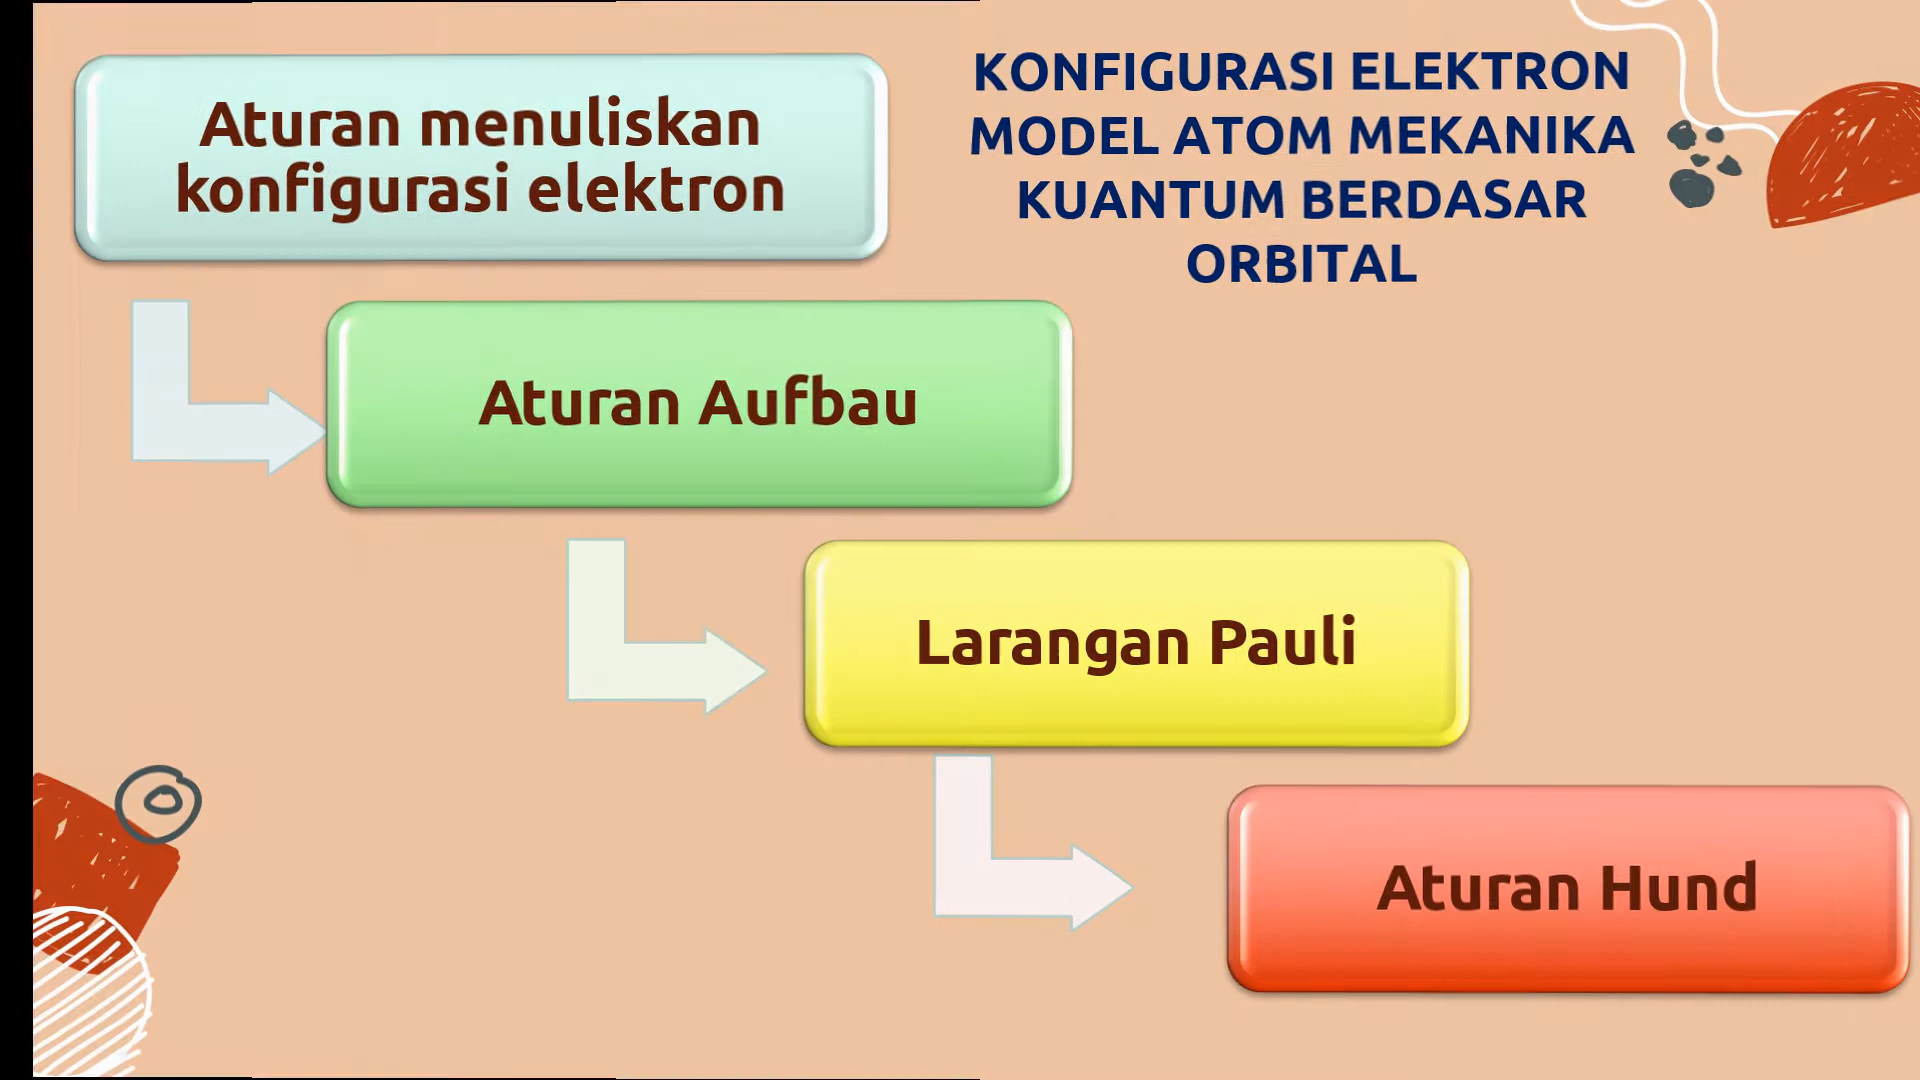 Aturan menuliskan
konfigurasi elektron
KONFIGURASI ELEKTRON
MODEL ATOM MEKANIKA
KUANTUM BERDASAR
ORBITAL
Aturan Aufbau
Larangan Pauli
Aturan Hund